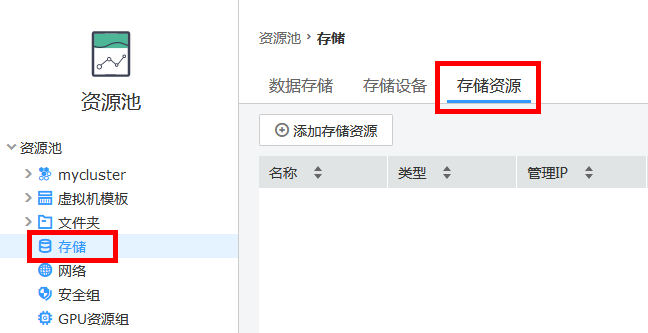 资源池
资源池
mycluster
虚拟机模板
文件夹
存储
网络
安全组
GPU资源组
资源池 › 存储
数据存储 存储设备 存储资源
添加存储资源
名称 类型 管理IP